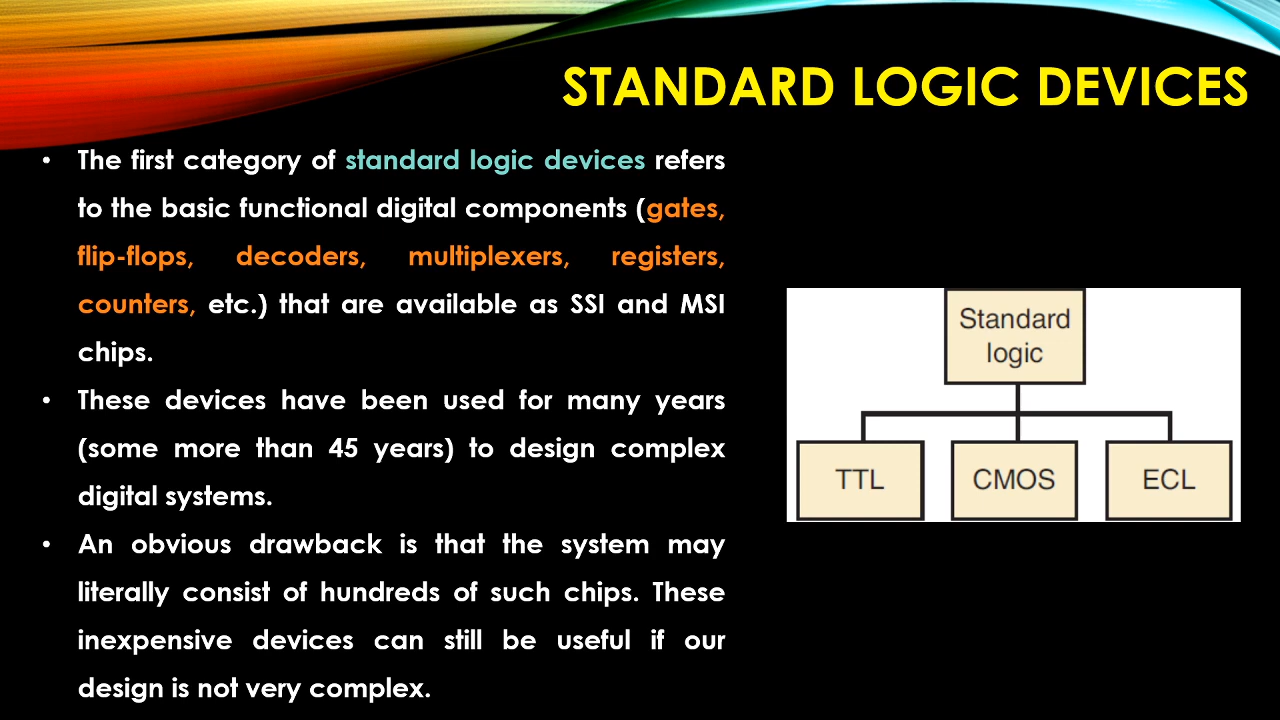 STANDARD LOGIC DEVICES
• The first category of standard logic devices refers
to the basic functional digital components (gates,
flip-flops, decoders, multiplexers, registers,
counters, etc.) that are available as SSI and MSI
chips.
• These devices have been used for many years
(some more than 45 years) to design complex
digital systems.
• An obvious drawback is that the system may
literally consist of hundreds of such chips. These
inexpensive devices can still be useful if our
design is not very complex.
Standard
logic
TTL
CMOS
ECL